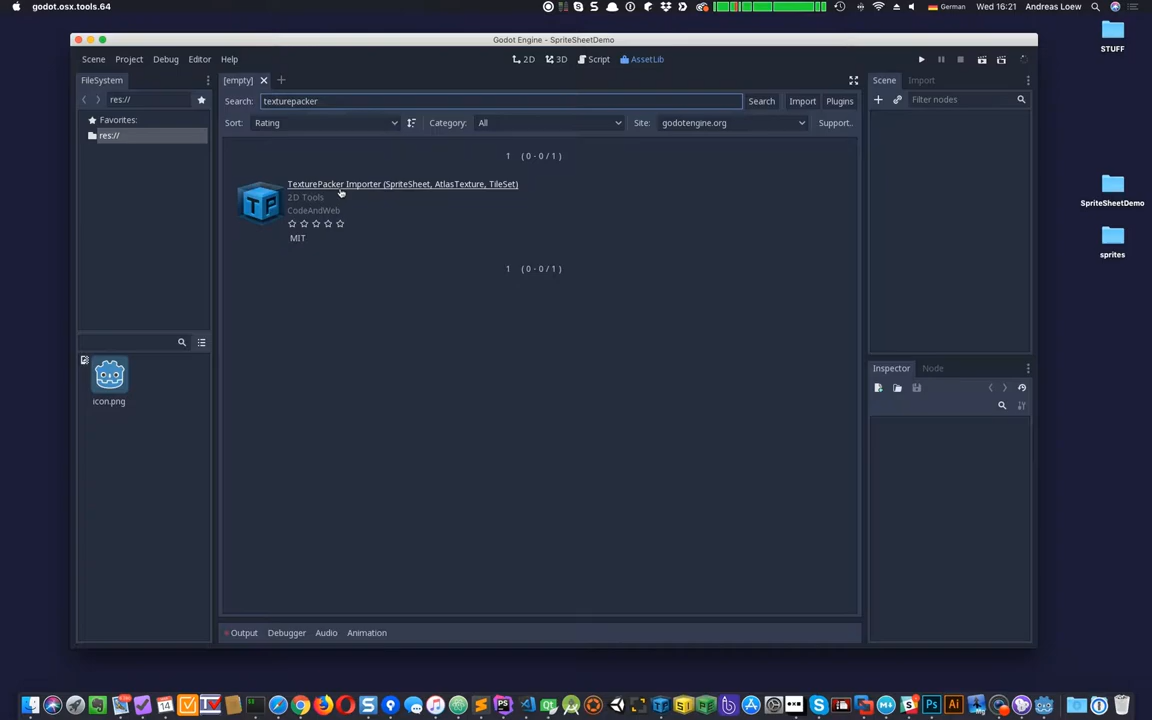 godot.osx.tools.64
German Wed 16:21 Andreas Loew
STUFF
SpriteSheetDemo
sprites
Godot Engine - SpriteSheetDemo
Scene Project Debug Editor Help
2D 3D Script AssetLib
FileSystem
res://
Favorites:
res://
icon.png
[empty]
Search: texturepacker Search Import Plugins
Sort: Rating Category: All Site: godotengine.org Support..
1 ( 0 - 0 / 1 )
TexturePacker Importer (SpriteSheet, AtlasTexture, TileSet)
2D Tools
CodeAndWeb
MIT
1 ( 0 - 0 / 1 )
Output Debugger Audio Animation
Scene Import
Filter nodes
Inspector Node